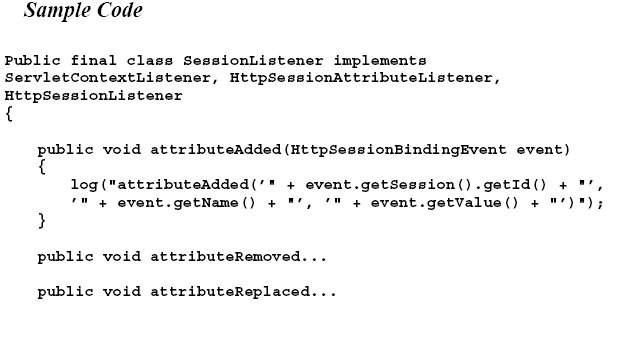 Sample Code
Public final class SessionListener implements
ServletContextListener, HttpSessionAttributeListener,
HttpSessionListener
{
public void attributeAdded(HttpSessionBindingEvent event)
{
log("attributeAdded('" + event.getSession().getId() + "',
'" + event.getName() + "', '" + event.getValue() + "')");
}
public void attributeRemoved...
public void attributeReplaced...